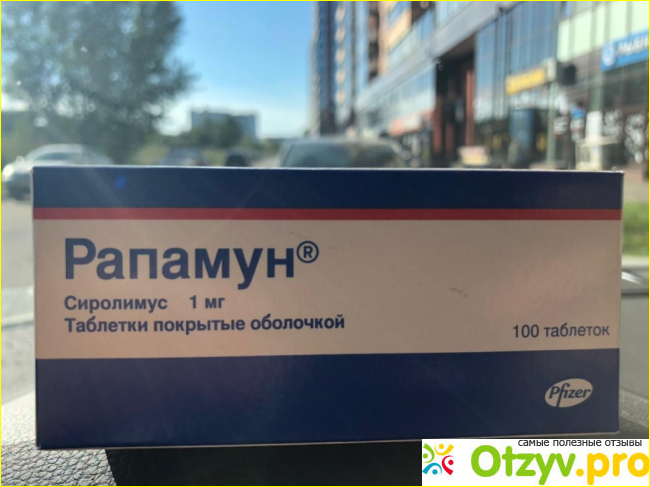 Рапамун®
Сиролимус 1 мг
Таблетки покрытые оболочкой
100 таблеток
Pfizer
самые полезные отзывы
Otzyv.pro